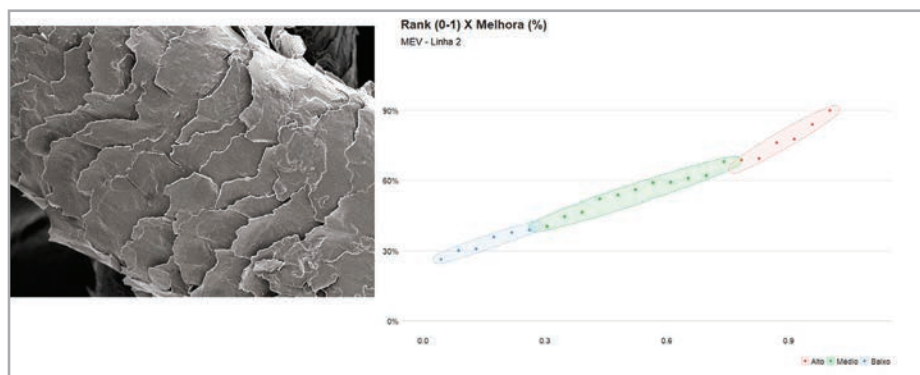 Rank (0-1) X Melhora (%)
MEV - Linha 2
90%
60%
30%
0%
0.0 0.3 0.6 0.9
Alto Médio Baixo